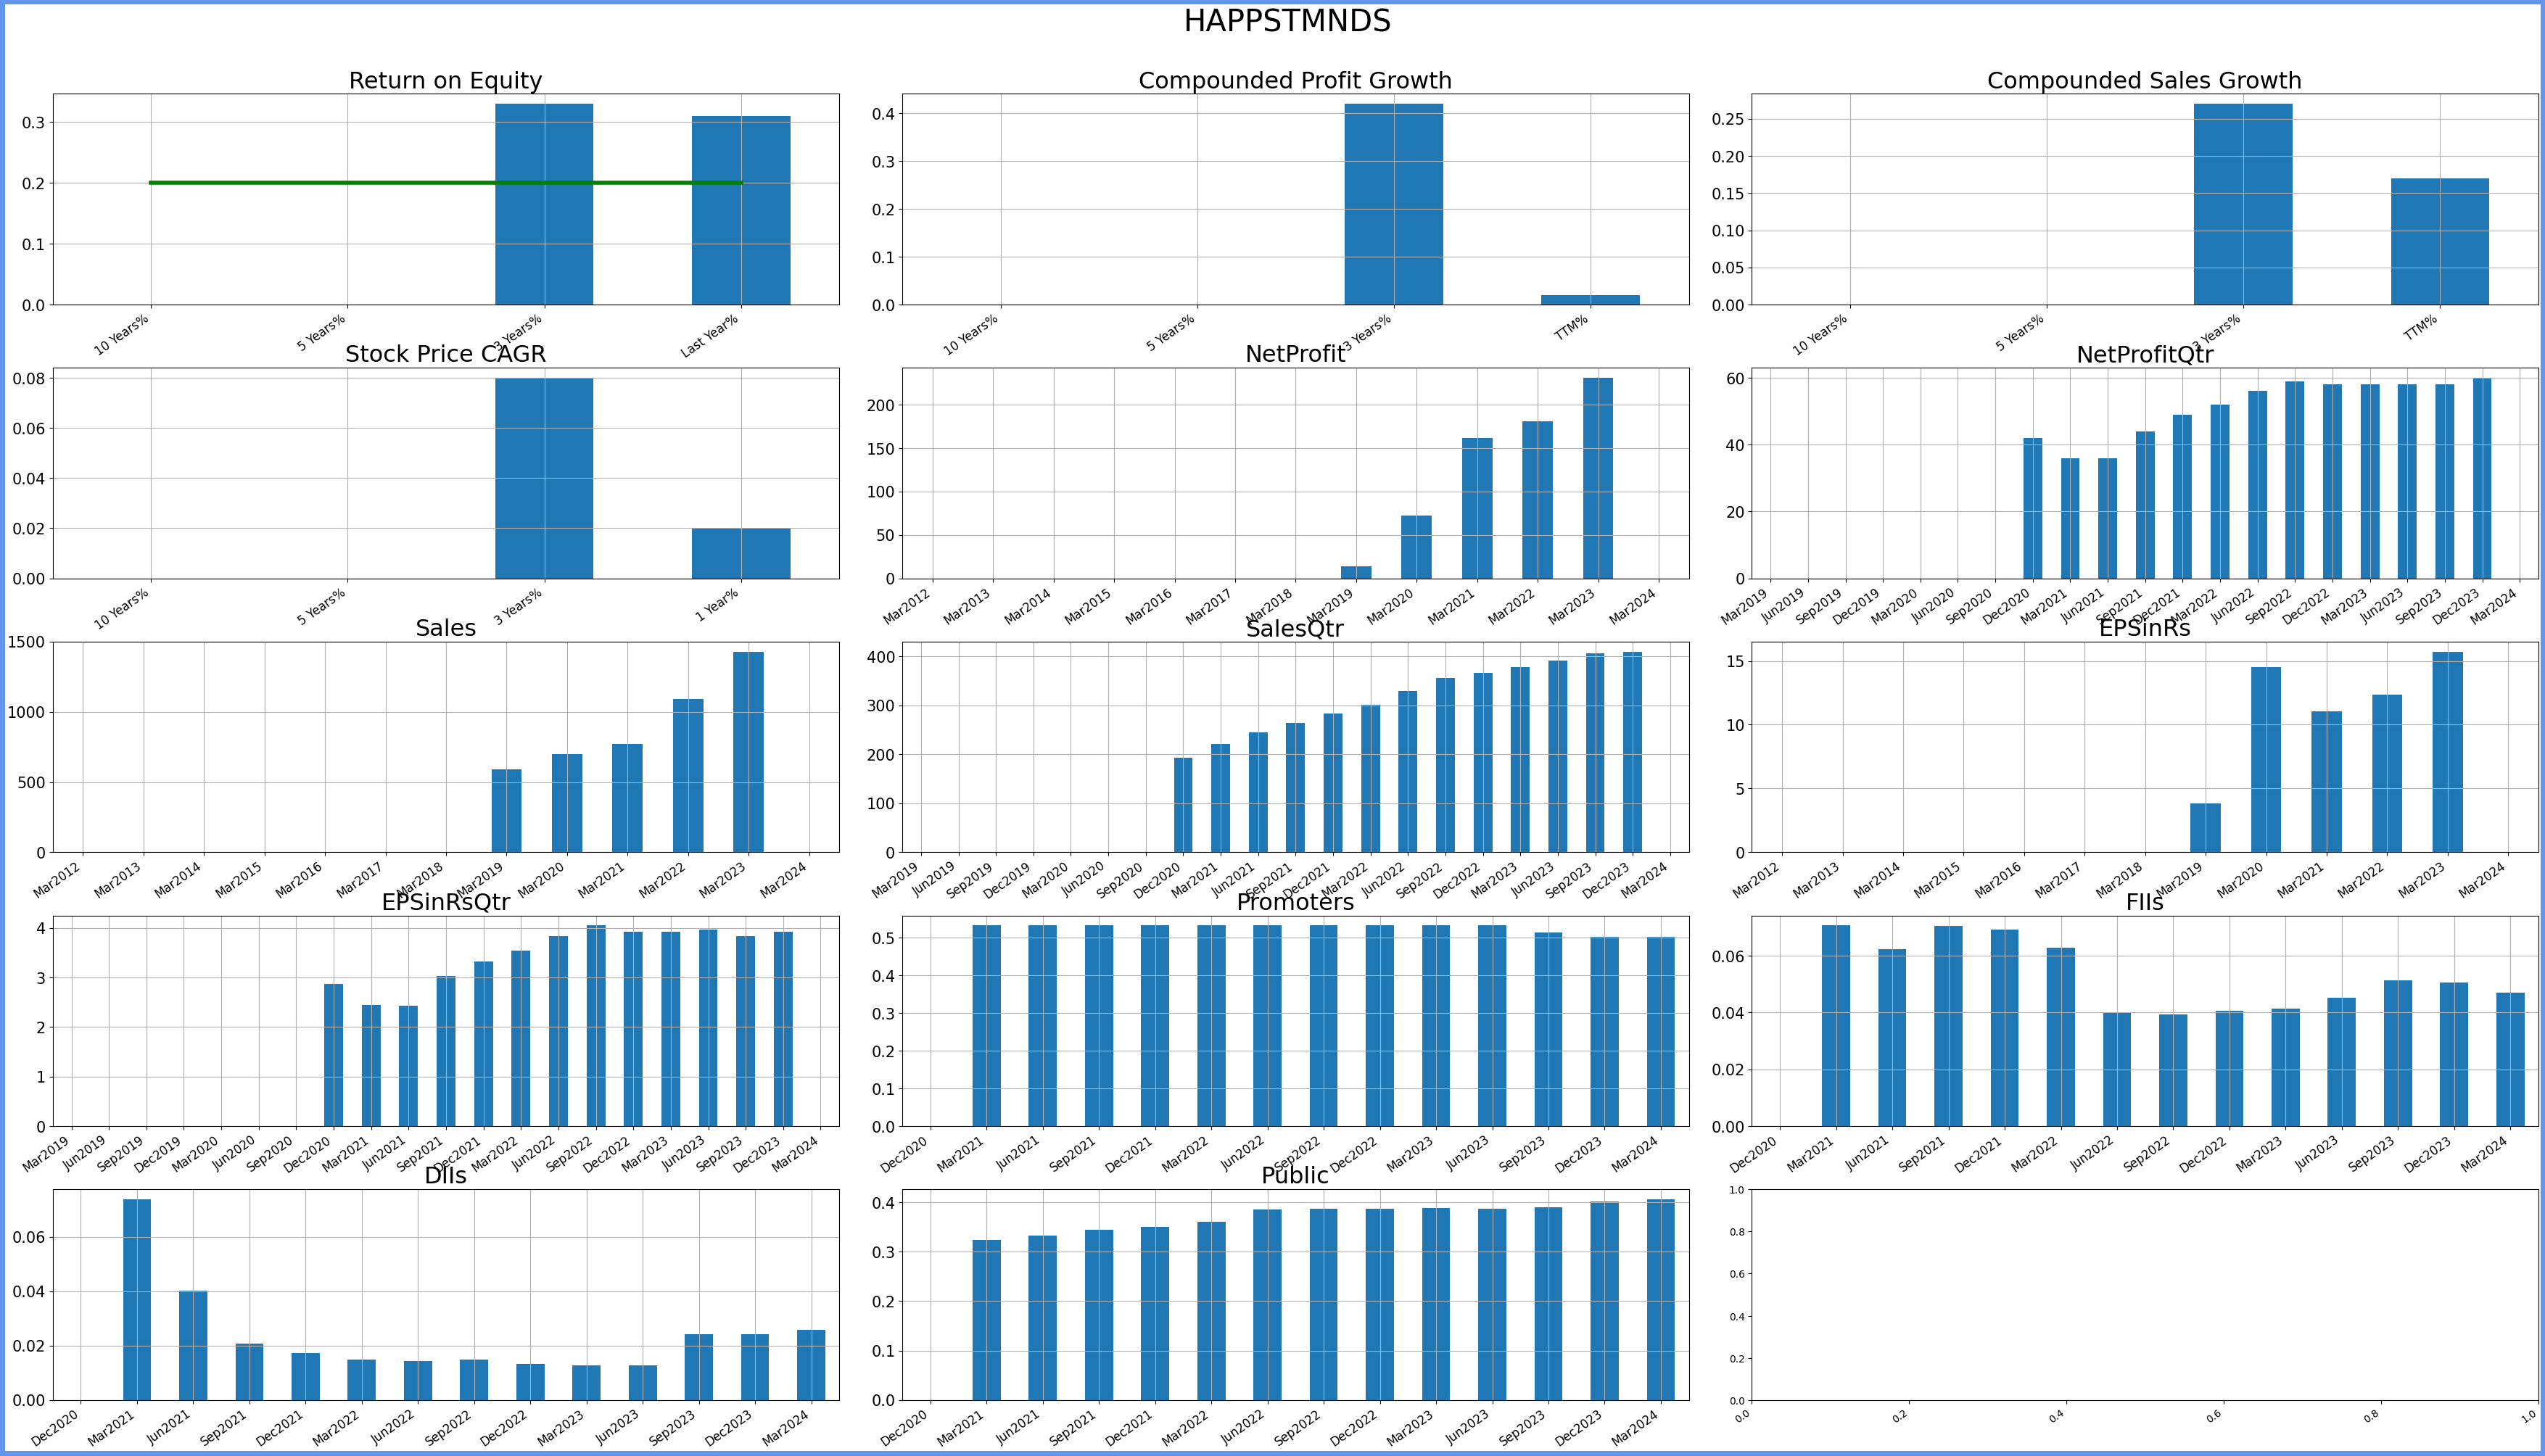 HAPPSTMNDS
Return on Equity
0.3
0.2
0.1
0.0
10 Years%
5 Years%
3 Years%
Last Year%
Compounded Profit Growth
0.4
0.3
0.2
0.1
0.0
10 Years%
5 Years%
3 Years%
TTM%
Compounded Sales Growth
0.25
0.20
0.15
0.10
0.05
0.00
10 Years%
5 Years%
3 Years%
TTM%
Stock Price CAGR
0.08
0.06
0.04
0.02
0.00
10 Years%
5 Years%
3 Years%
1 Year%
NetProfit
200
150
100
50
0
Mar2012
Mar2013
Mar2014
Mar2015
Mar2016
Mar2017
Mar2018
Mar2019
Mar2020
Mar2021
Mar2022
Mar2023
Mar2024
NetProfitQtr
60
40
20
0
Mar2019
Jun2019
Sep2019
Dec2019
Mar2020
Jun2020
Sep2020
Dec2020
Mar2021
Jun2021
Sep2021
Dec2021
Mar2022
Jun2022
Sep2022
Dec2022
Mar2023
Jun2023
Sep2023
Dec2023
Mar2024
Sales
1500
1000
500
0
Mar2012
Mar2013
Mar2014
Mar2015
Mar2016
Mar2017
Mar2018
Mar2019
Mar2020
Mar2021
Mar2022
Mar2023
Mar2024
SalesQtr
400
300
200
100
0
Mar2019
Jun2019
Sep2019
Dec2019
Mar2020
Jun2020
Sep2020
Dec2020
Mar2021
Jun2021
Sep2021
Dec2021
Mar2022
Jun2022
Sep2022
Dec2022
Mar2023
Jun2023
Sep2023
Dec2023
Mar2024
EPSinRs
15
10
5
0
Mar2012
Mar2013
Mar2014
Mar2015
Mar2016
Mar2017
Mar2018
Mar2019
Mar2020
Mar2021
Mar2022
Mar2023
Mar2024
EPSinRsQtr
4
3
2
1
0
Mar2019
Jun2019
Sep2019
Dec2019
Mar2020
Jun2020
Sep2020
Dec2020
Mar2021
Jun2021
Sep2021
Dec2021
Mar2022
Jun2022
Sep2022
Dec2022
Mar2023
Jun2023
Sep2023
Dec2023
Mar2024
Promoters
0.5
0.4
0.3
0.2
0.1
0.0
Dec2020
Mar2021
Jun2021
Sep2021
Dec2021
Mar2022
Jun2022
Sep2022
Dec2022
Mar2023
Jun2023
Sep2023
Dec2023
Mar2024
FIIs
0.06
0.04
0.02
0.00
Dec2020
Mar2021
Jun2021
Sep2021
Dec2021
Mar2022
Jun2022
Sep2022
Dec2022
Mar2023
Jun2023
Sep2023
Dec2023
Mar2024
DIIs
0.06
0.04
0.02
0.00
Dec2020
Mar2021
Jun2021
Sep2021
Dec2021
Mar2022
Jun2022
Sep2022
Dec2022
Mar2023
Jun2023
Sep2023
Dec2023
Mar2024
Public
0.4
0.3
0.2
0.1
0.0
Dec2020
Mar2021
Jun2021
Sep2021
Dec2021
Mar2022
Jun2022
Sep2022
Dec2022
Mar2023
Jun2023
Sep2023
Dec2023
Mar2024
1.0
0.8
0.6
0.4
0.2
0.0
0.0
0.2
0.4
0.6
0.8
1.0